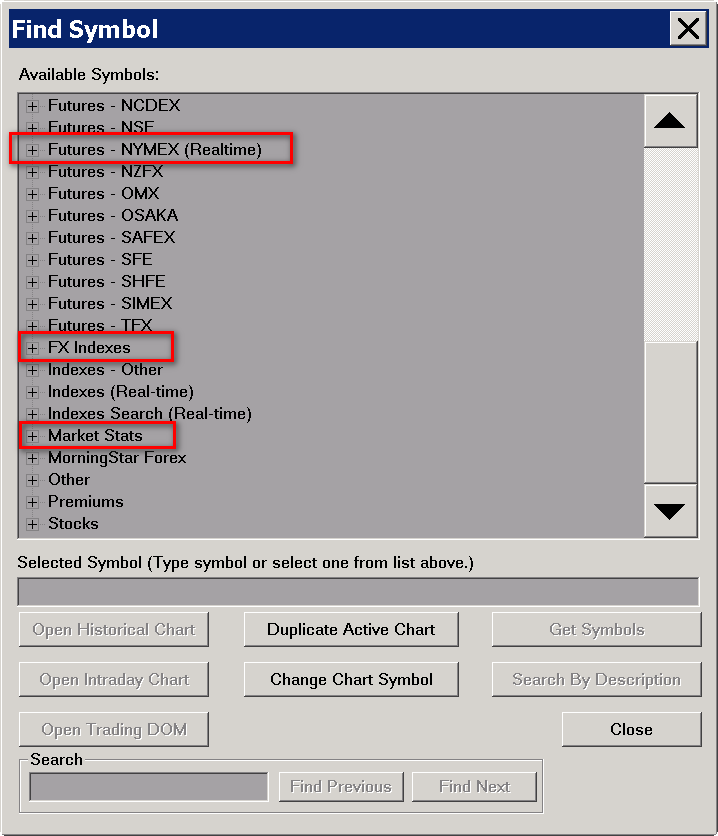 Find Symbol
Available Symbols:
Futures - NCDEX
Futures - NSE
Futures - NYMEX (Realtime)
Futures - NZFX
Futures - OMX
Futures - OSAKA
Futures - SAFEX
Futures - SFE
Futures - SHFE
Futures - SIMEX
Futures - TFX
FX Indexes
Indexes - Other
Indexes (Real-time)
Indexes Search (Real-time)
Market Stats
MorningStar Forex
Other
Premiums
Stocks
Selected Symbol (Type symbol or select one from list above.)
Open Historical Chart Duplicate Active Chart Get Symbols
Open Intraday Chart Change Chart Symbol Search By Description
Open Trading DOM Close
Search
Find Previous Find Next